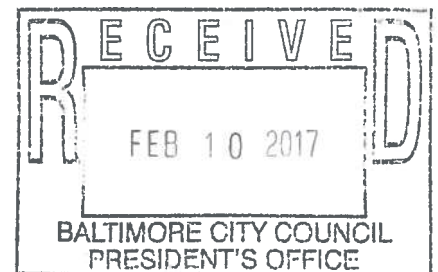 RECEIVED
FEB 10 2017
BALTIMORE CITY COUNCIL
PRESIDENT'S OFFICE